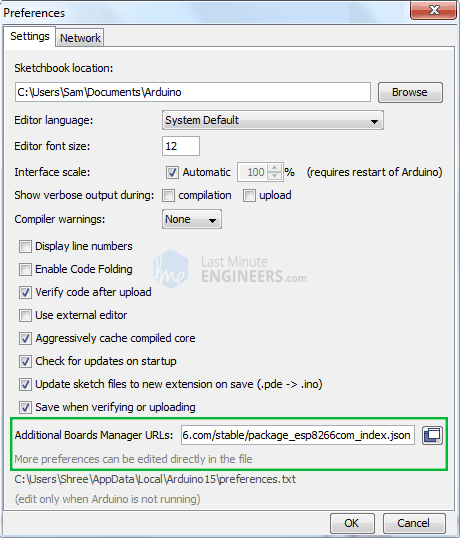 Preferences
Settings Network
Sketchbook location:
C:\Users\Sam\Documents\Arduino Browse
Editor language: System Default
Editor font size: 12
Interface scale: Automatic 100 % (requires restart of Arduino)
Show verbose output during: compilation upload
Compiler warnings: None
Display line numbers
Enable Code Folding
Last Minute
ENGINEERS.com
Verify code after upload
Use external editor
Aggressively cache compiled core
Check for updates on startup
Update sketch files to new extension on save (.pde -> .ino)
Save when verifying or uploading
Additional Boards Manager URLs: 6.com/stable/package_esp8266com_index.json
More preferences can be edited directly in the file
C:\Users\Shree\AppData\Local\Arduino15\preferences.txt
(edit only when Arduino is not running)
OK Cancel